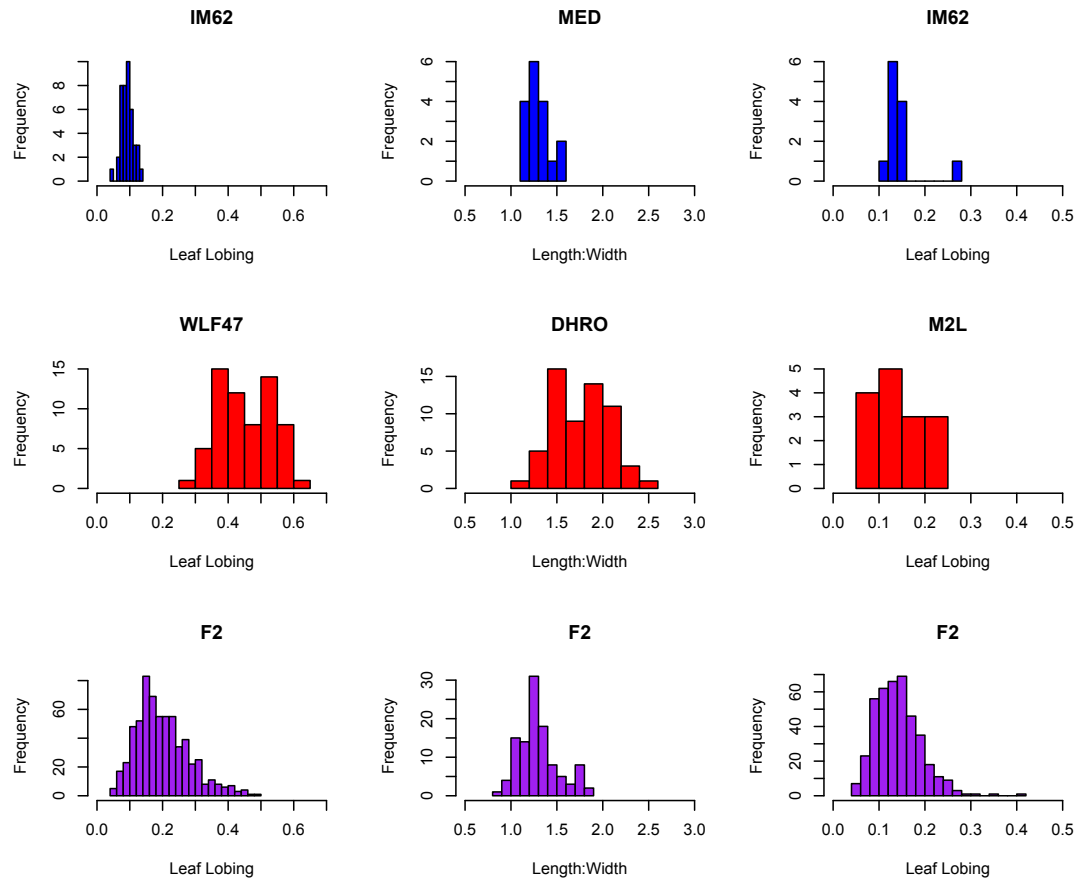 IM62
Frequency
0 2 4 6 8
0.0 0.2 0.4 0.6
Leaf Lobing
MED
Frequency
0 2 4 6
0.5 1.0 1.5 2.0 2.5 3.0
Length:Width
IM62
Frequency
0 2 4 6
0.0 0.1 0.2 0.3 0.4 0.5
Leaf Lobing
WLF47
Frequency
0 5 10 15
0.0 0.2 0.4 0.6
Leaf Lobing
DHRO
Frequency
0 5 10 15
0.5 1.0 1.5 2.0 2.5 3.0
Length:Width
M2L
Frequency
0 1 2 3 4 5
0.0 0.1 0.2 0.3 0.4 0.5
Leaf Lobing
F2
Frequency
0 20 60
0.0 0.2 0.4 0.6
Leaf Lobing
F2
Frequency
0 10 20 30
0.5 1.0 1.5 2.0 2.5 3.0
Length:Width
F2
Frequency
0 20 40 60
0.0 0.1 0.2 0.3 0.4 0.5
Leaf Lobing